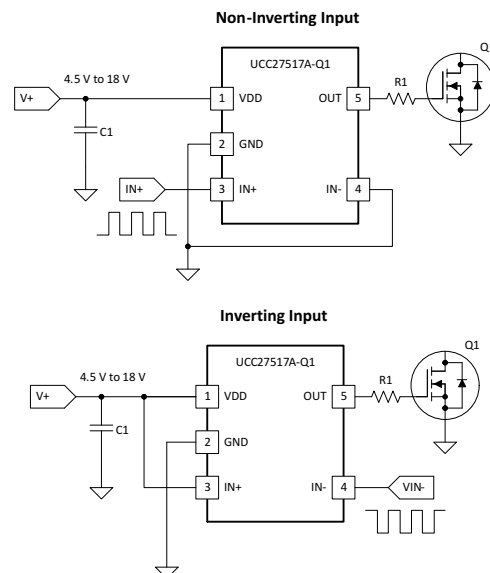 Non-Inverting Input
Q
UCC27517A-Q1
4.5 V to 18 V
R1
V+
1 VDD
OUT 5
C1
2 GND
IN+
3 IN+
IN- 4
Inverting Input
Q1
UCC27517A-Q1
4.5 V to 18 V
R1
V+
1 VDD
OUT 5
C1
2 GND
3 IN+
IN- 4
VIN-